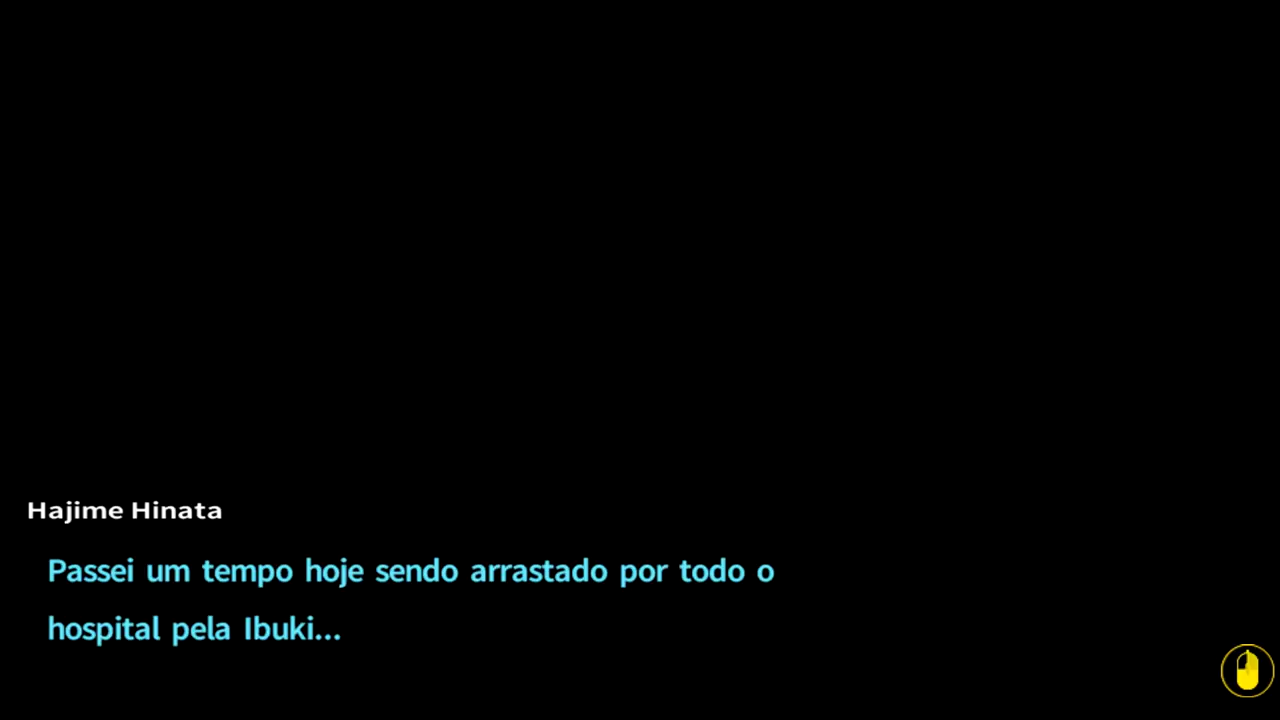 Hajime Hinata
Passei um tempo hoje sendo arrastado por todo o
hospital pela Ibuki...